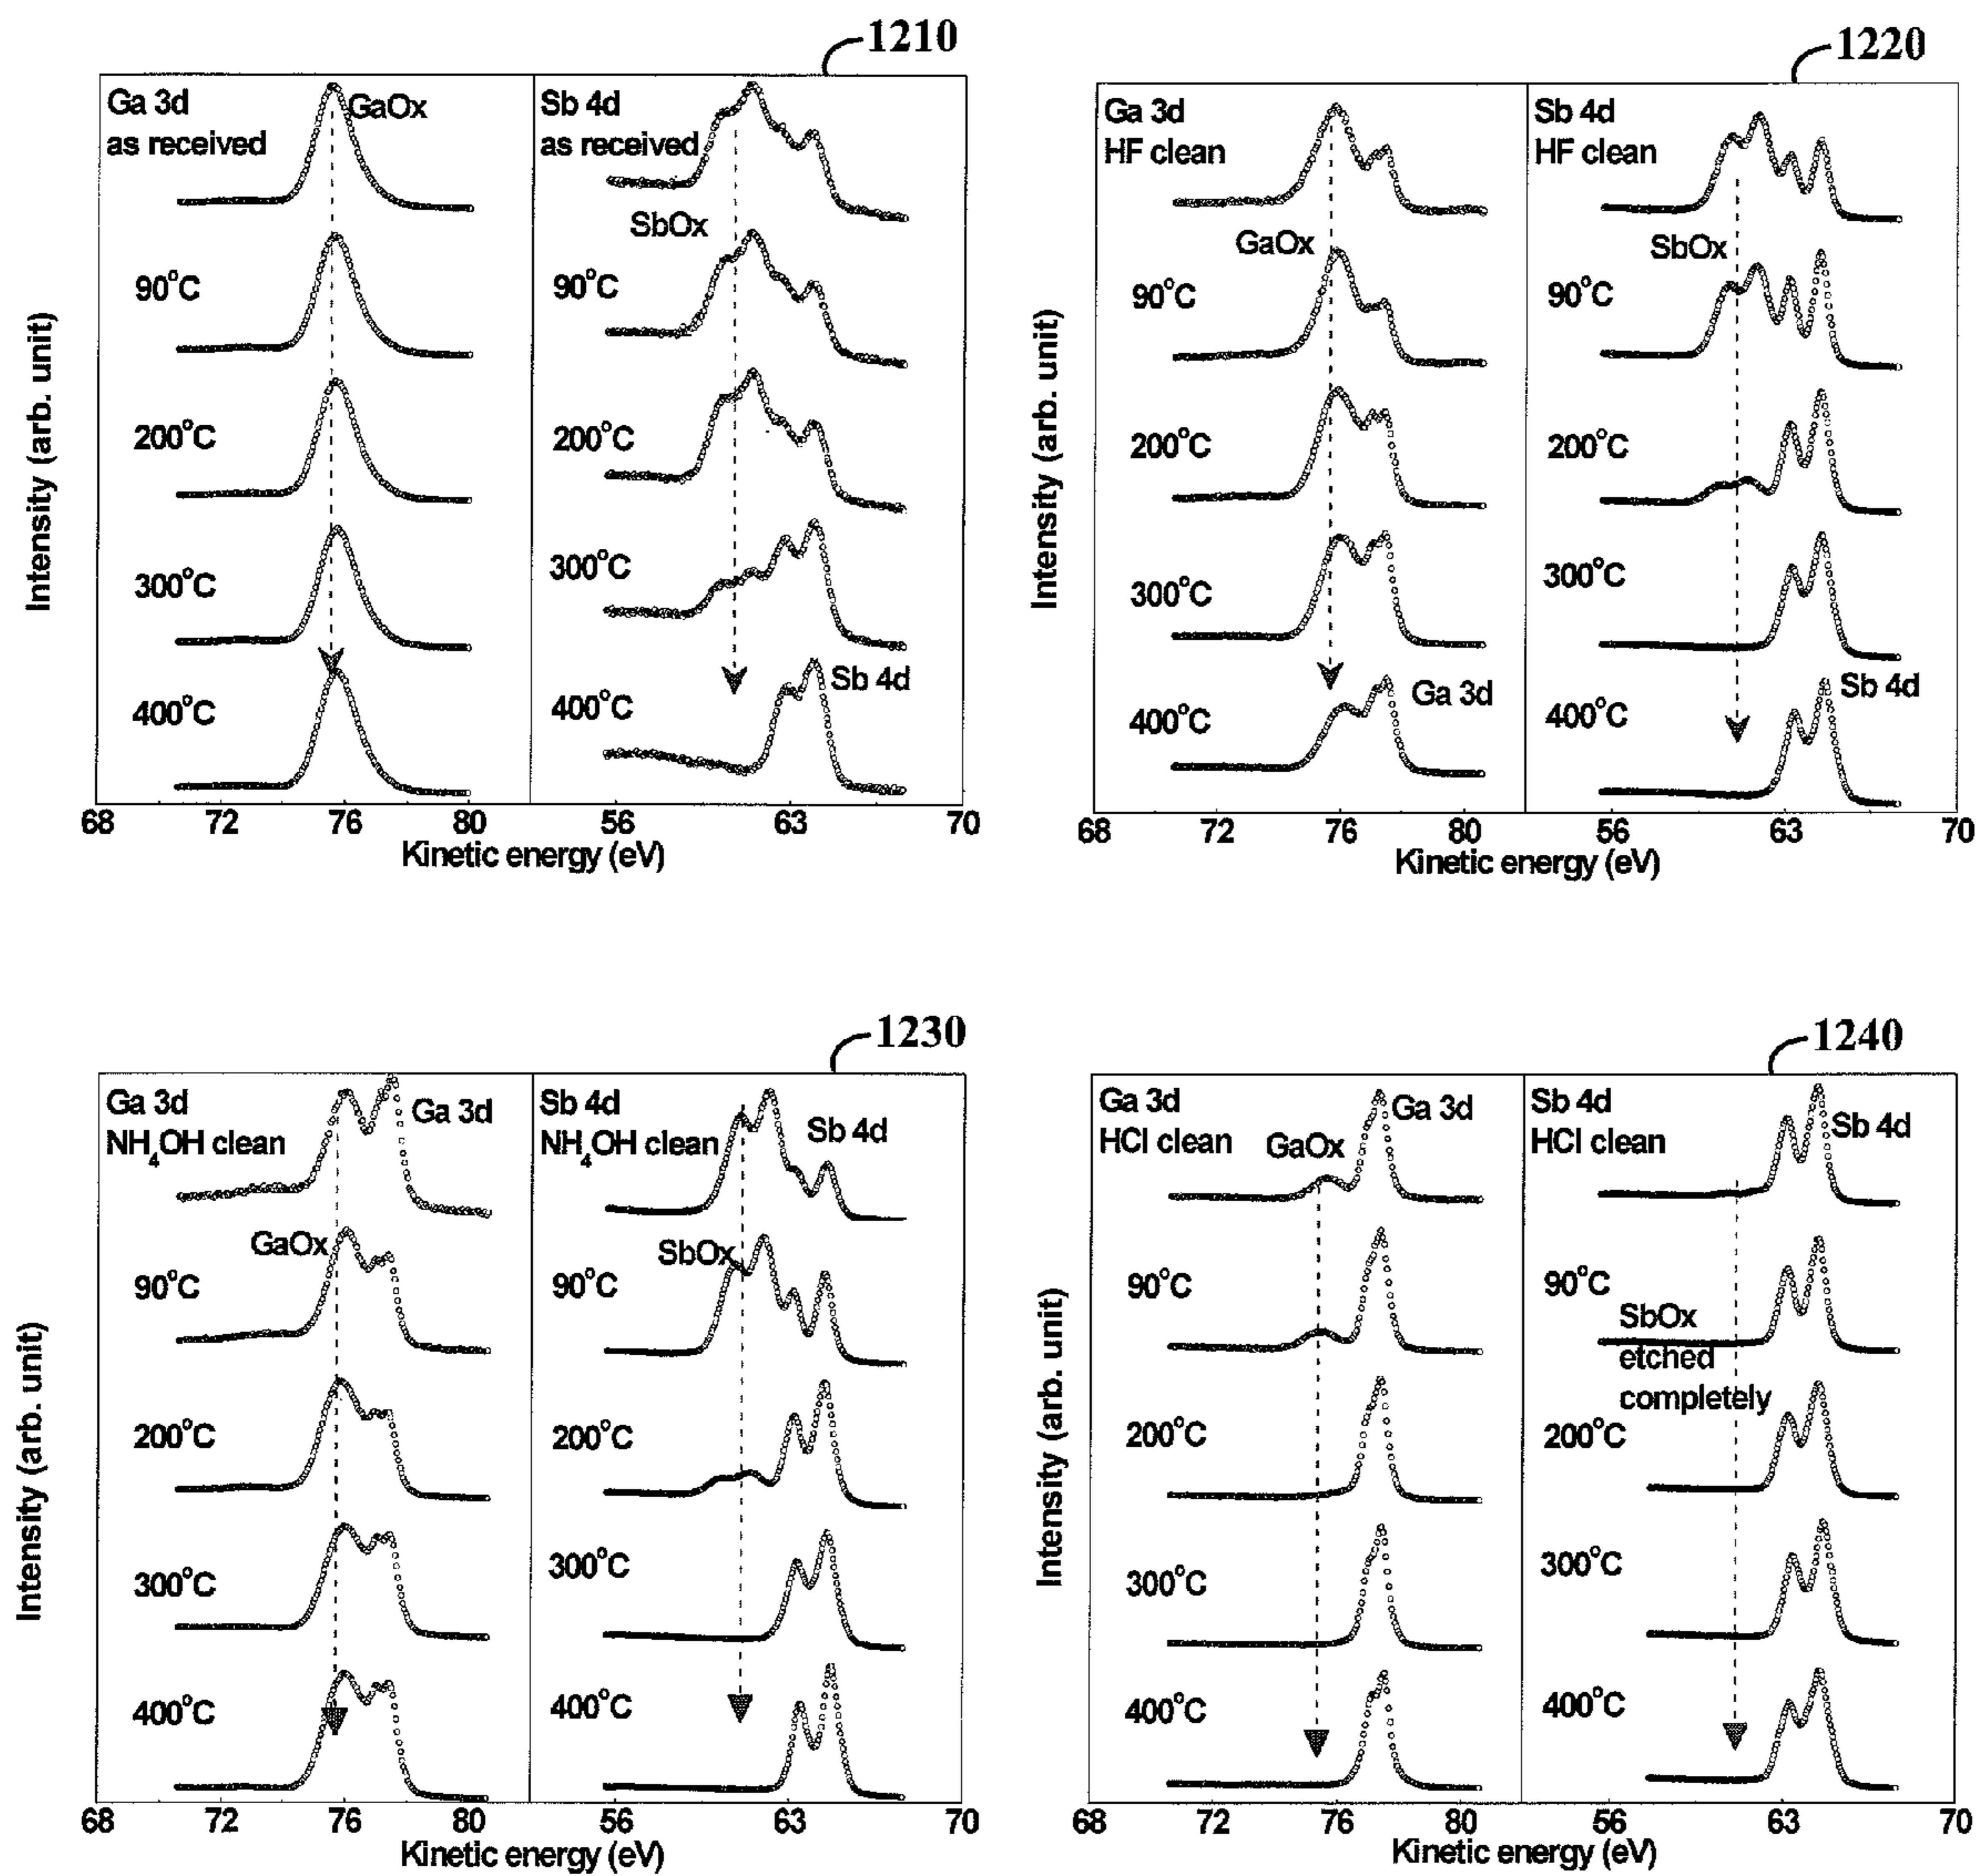 1210
Ga 3d
as received
GaOx
90°C
200°C
300°C
400°C
Sb 4d
as received
SbOx
90°C
200°C
300°C
400°C
Sb 4d
Intensity (arb. unit)
68 72 76 80 56 63 70
Kinetic energy (eV)
1220
Ga 3d
HF clean
GaOx
90°C
200°C
300°C
400°C
Ga 3d
Sb 4d
HF clean
SbOx
90°C
200°C
300°C
400°C
Sb 4d
Intensity (arb. unit)
68 72 76 80 56 63 70
Kinetic energy (eV)
1230
Ga 3d
NH₄OH clean
Ga 3d
GaOx
90°C
200°C
300°C
400°C
Sb 4d
NH₄OH clean
Sb 4d
SbOx
90°C
200°C
300°C
400°C
Intensity (arb. unit)
68 72 76 80 56 63 70
Kinetic energy (eV)
1240
Ga 3d
HCl clean
Ga 3d
GaOx
90°C
200°C
300°C
400°C
Sb 4d
HCl clean
Sb 4d
90°C
SbOx
etched
completely
200°C
300°C
400°C
Intensity (arb. unit)
68 72 76 80 56 63 70
Kinetic energy (eV)